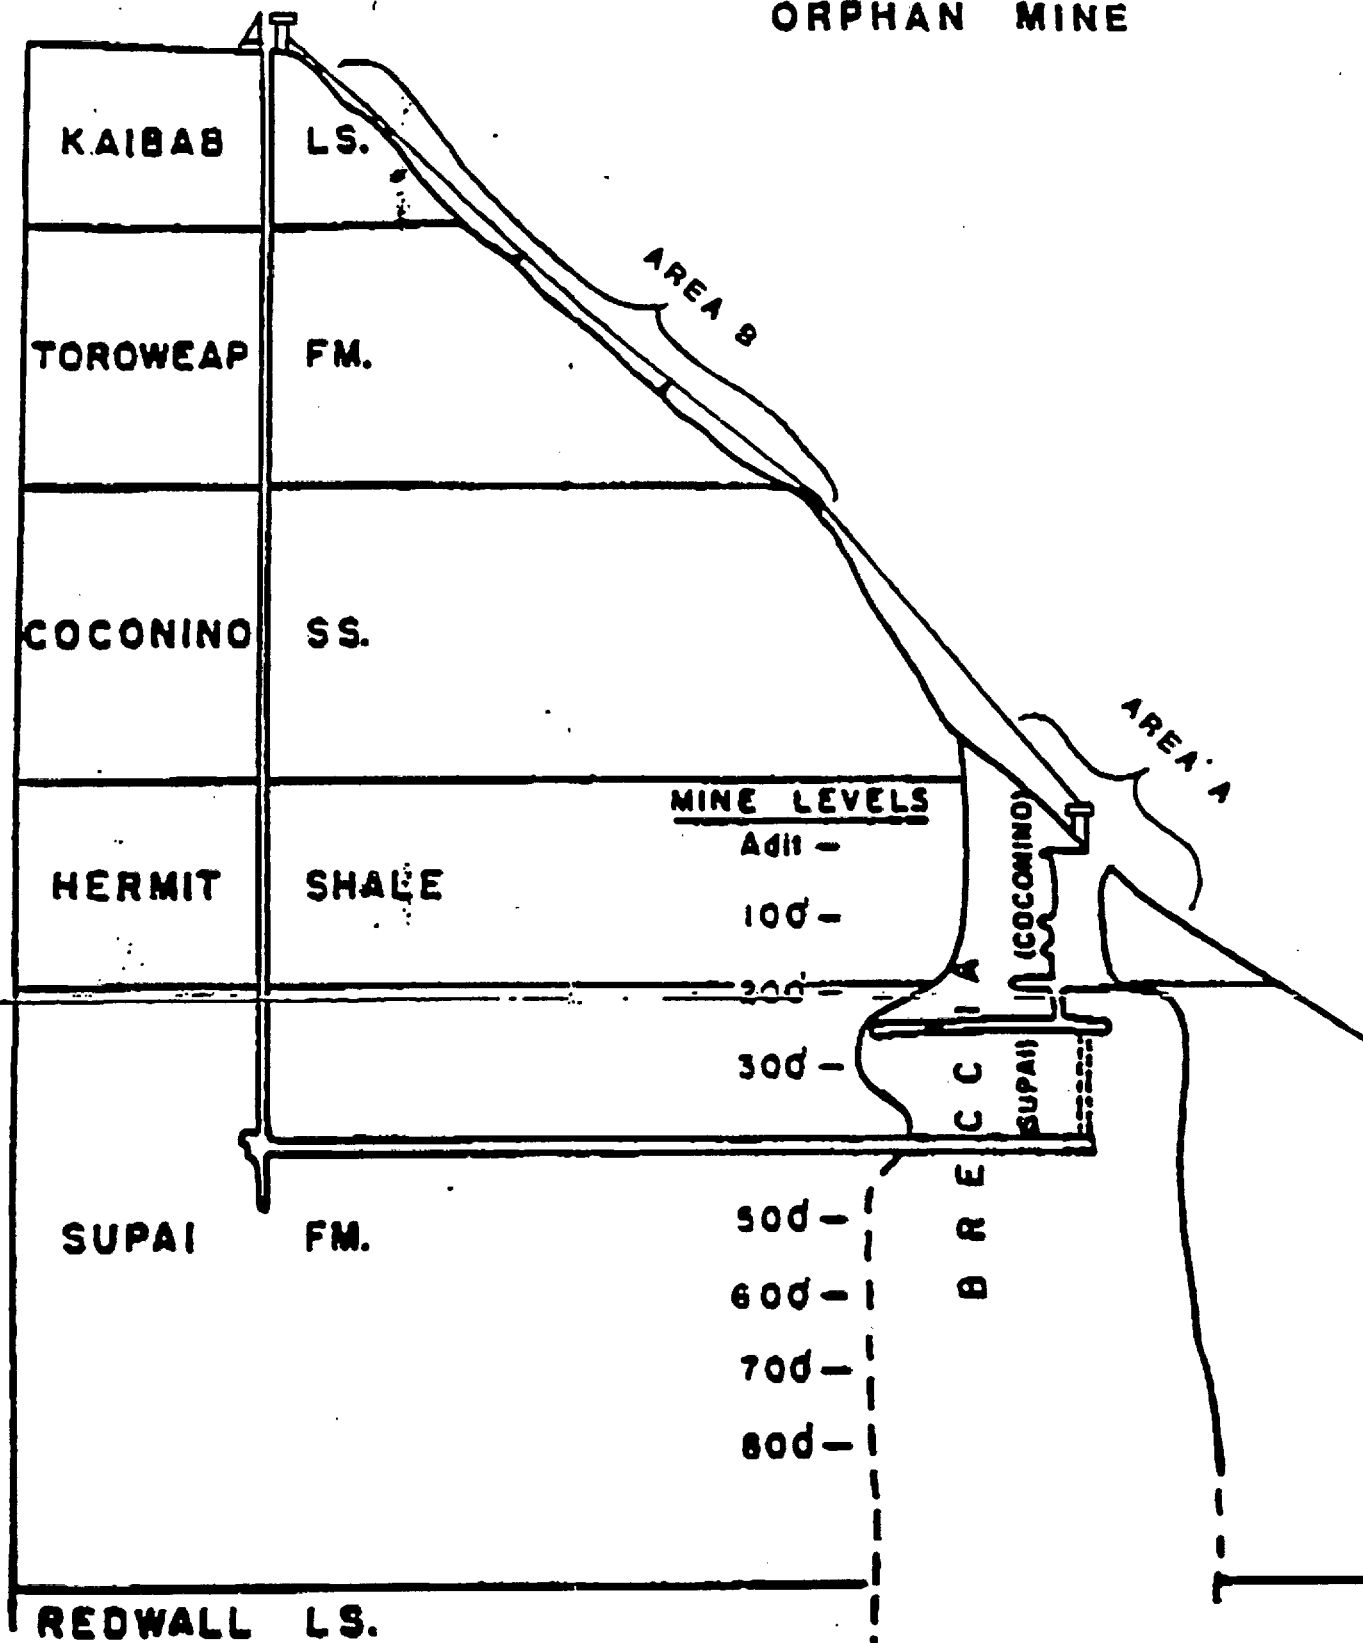 ORPHAN MINE
KAIBAB LS.
AREA B
TOROWEAP FM.
COCONINO SS.
AREA A
MINE LEVELS
Adit –
(COCONINO)
HERMIT SHALE
100' –
200' –
300' –
(SUPAI)
BRECCIA
500' –
SUPAI FM.
600' –
700' –
800' –
REDWALL LS.